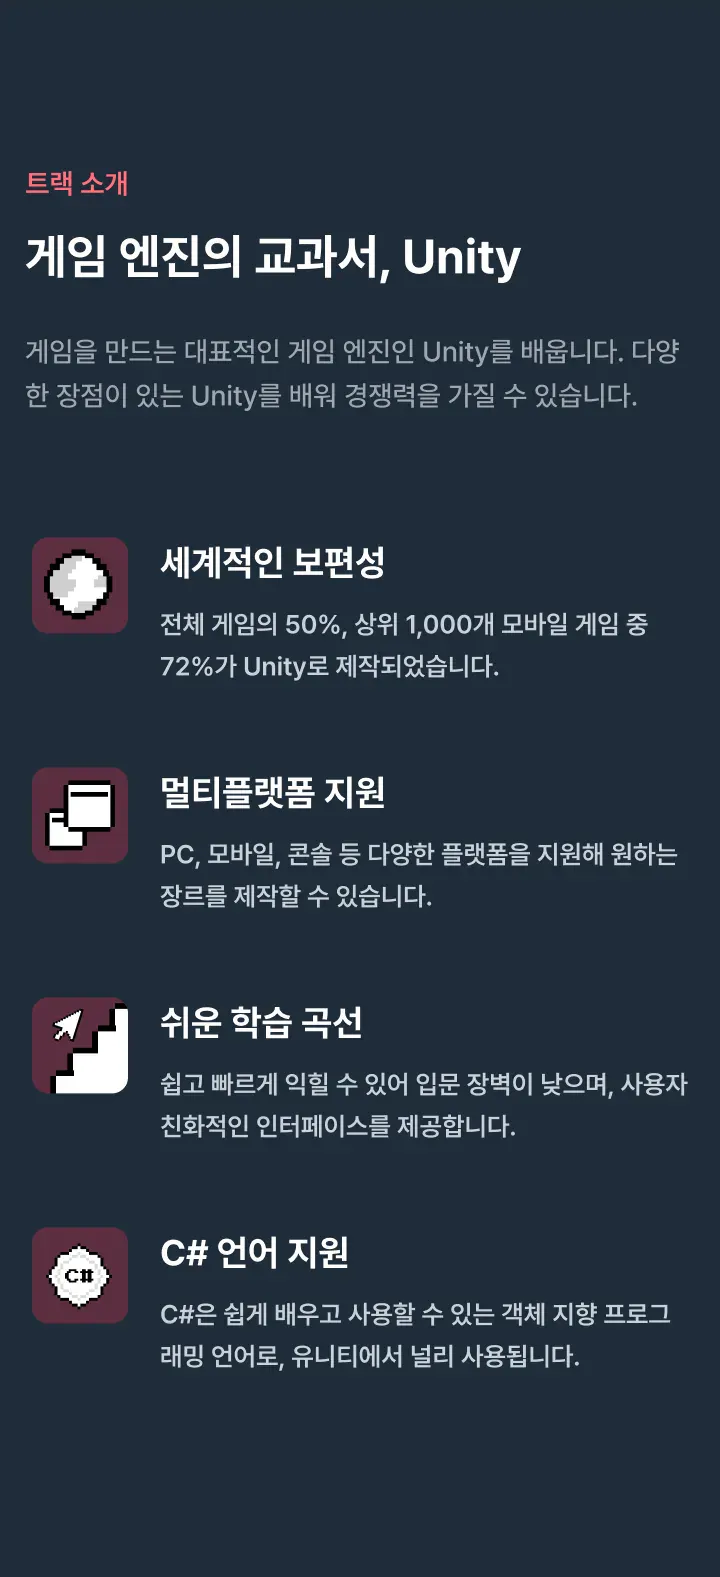 트랙 소개
게임 엔진의 교과서, Unity
게임을 만드는 대표적인 게임 엔진인 Unity를 배웁니다. 다양
한 장점이 있는 Unity를 배워 경쟁력을 가질 수 있습니다.
세계적인 보편성
전체 게임의 50%, 상위 1,000개 모바일 게임 중
72%가 Unity로 제작되었습니다.
멀티플랫폼 지원
PC, 모바일, 콘솔 등 다양한 플랫폼을 지원해 원하는
장르를 제작할 수 있습니다.
쉬운 학습 곡선
쉽고 빠르게 익힐 수 있어 입문 장벽이 낮으며, 사용자
친화적인 인터페이스를 제공합니다.
C#
C# 언어 지원
C#은 쉽게 배우고 사용할 수 있는 객체 지향 프로그
래밍 언어로, 유니티에서 널리 사용됩니다.